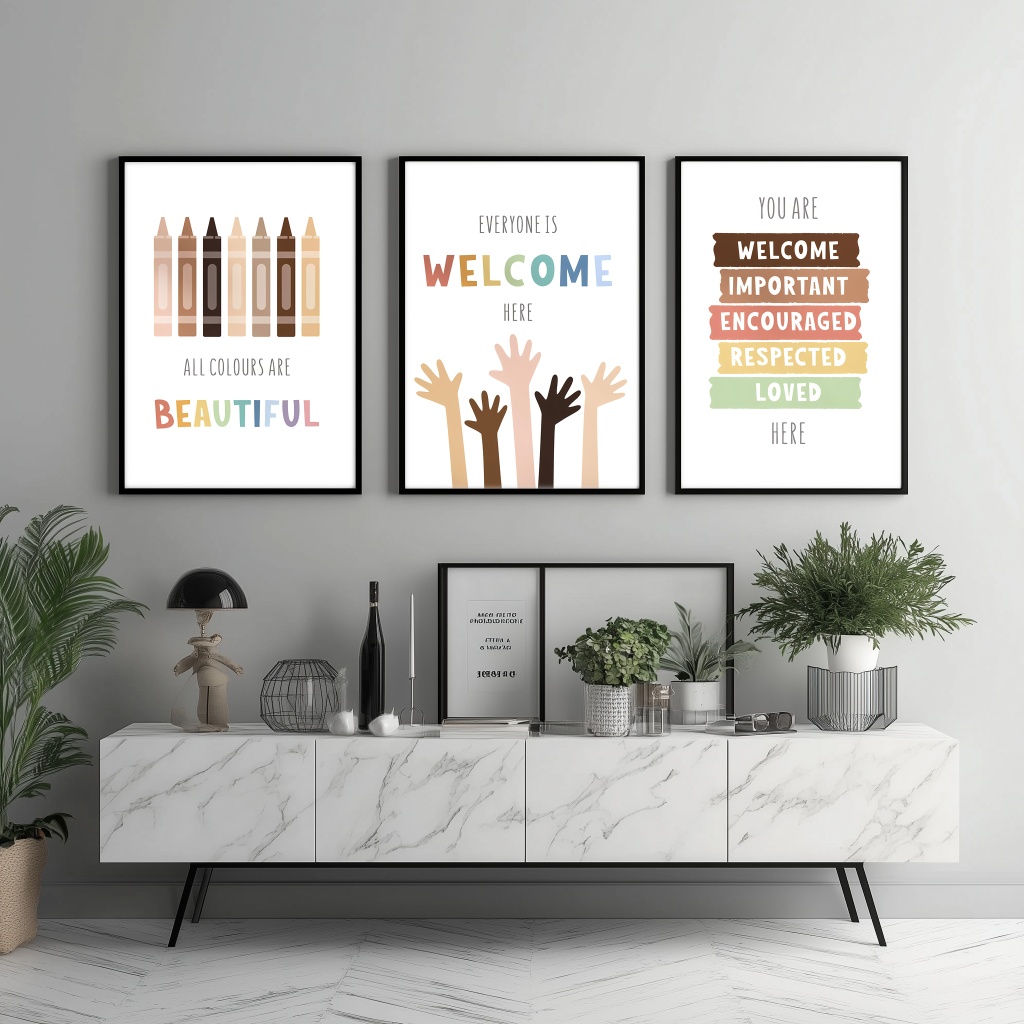 ALL COLOURS ARE
BEAUTIFUL
EVERYONE IS
WELCOME
HERE
YOU ARE
WELCOME
IMPORTANT
ENCOURAGED
RESPECTED
LOVED
HERE